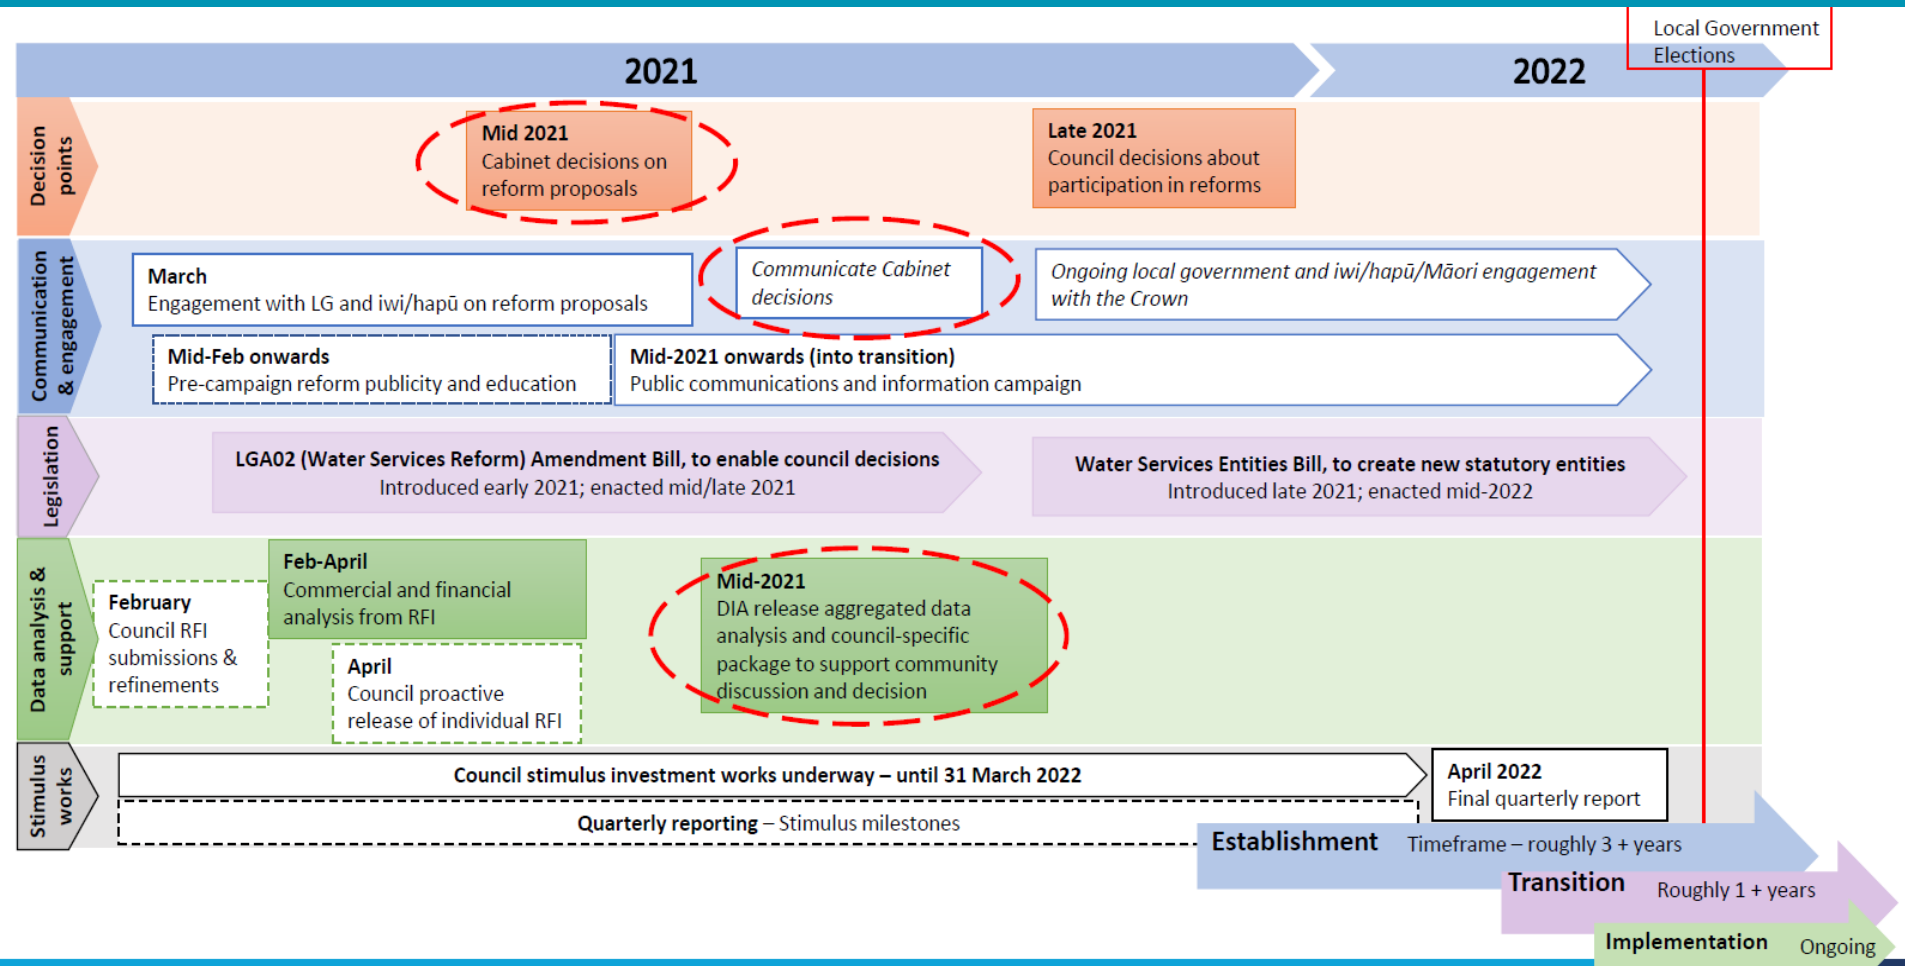 Local Government
Elections
2021
2022
Decision
points
Mid 2021
Cabinet decisions on
reform proposals
Late 2021
Council decisions about
participation in reforms
Communication
& engagement
March
Engagement with LG and iwi/hapū on reform proposals
Communicate Cabinet
decisions
Ongoing local government and iwi/hapū/Māori engagement
with the Crown
Mid-Feb onwards
Pre-campaign reform publicity and education
Mid-2021 onwards (into transition)
Public communications and information campaign
Legislation
LGA02 (Water Services Reform) Amendment Bill, to enable council decisions
Introduced early 2021; enacted mid/late 2021
Water Services Entities Bill, to create new statutory entities
Introduced late 2021; enacted mid-2022
Data analysis &
support
February
Council RFI
submissions &
refinements
Feb-April
Commercial and financial
analysis from RFI
April
Council proactive
release of individual RFI
Mid-2021
DIA release aggregated data
analysis and council-specific
package to support community
discussion and decision
Stimulus
works
Council stimulus investment works underway – until 31 March 2022
Quarterly reporting – Stimulus milestones
April 2022
Final quarterly report
Establishment Timeframe – roughly 3 + years
Transition Roughly 1 + years
Implementation Ongoing